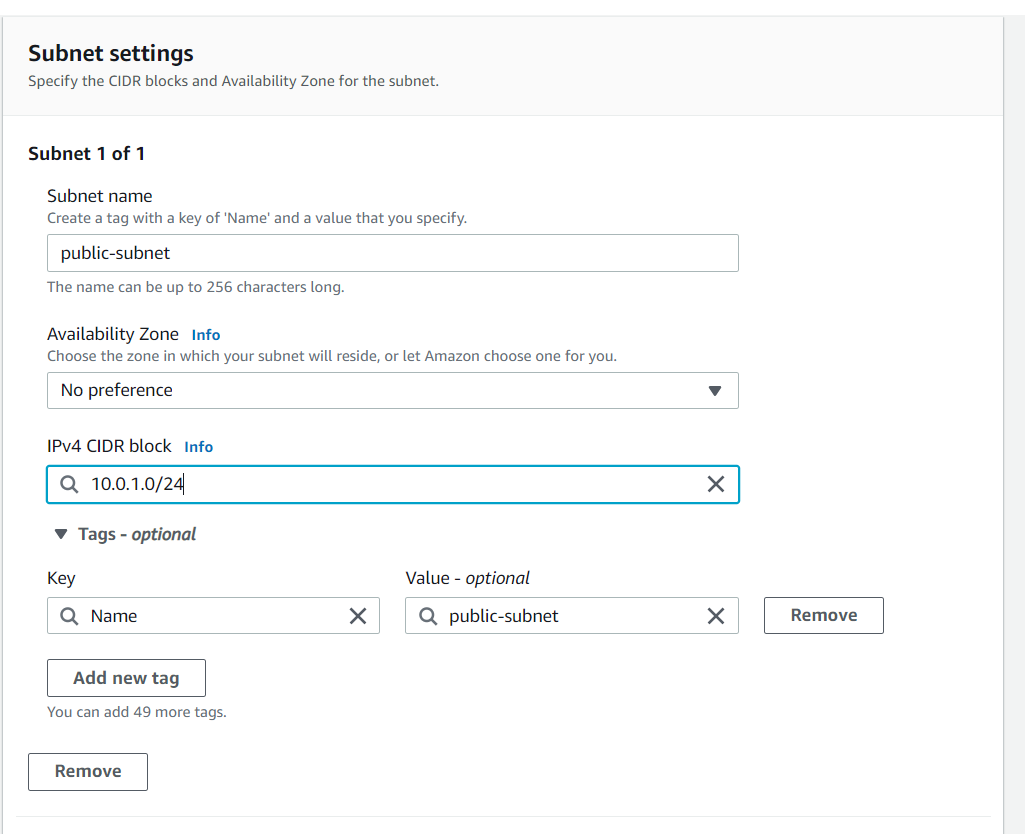 Subnet settings
Specify the CIDR blocks and Availability Zone for the subnet.
Subnet 1 of 1
Subnet name
Create a tag with a key of 'Name' and a value that you specify.
public-subnet
The name can be up to 256 characters long.
Availability Zone Info
Choose the zone in which your subnet will reside, or let Amazon choose one for you.
No preference
IPv4 CIDR block Info
10.0.1.0/24
Tags - optional
Key Value - optional
Name public-subnet Remove
Add new tag
You can add 49 more tags.
Remove